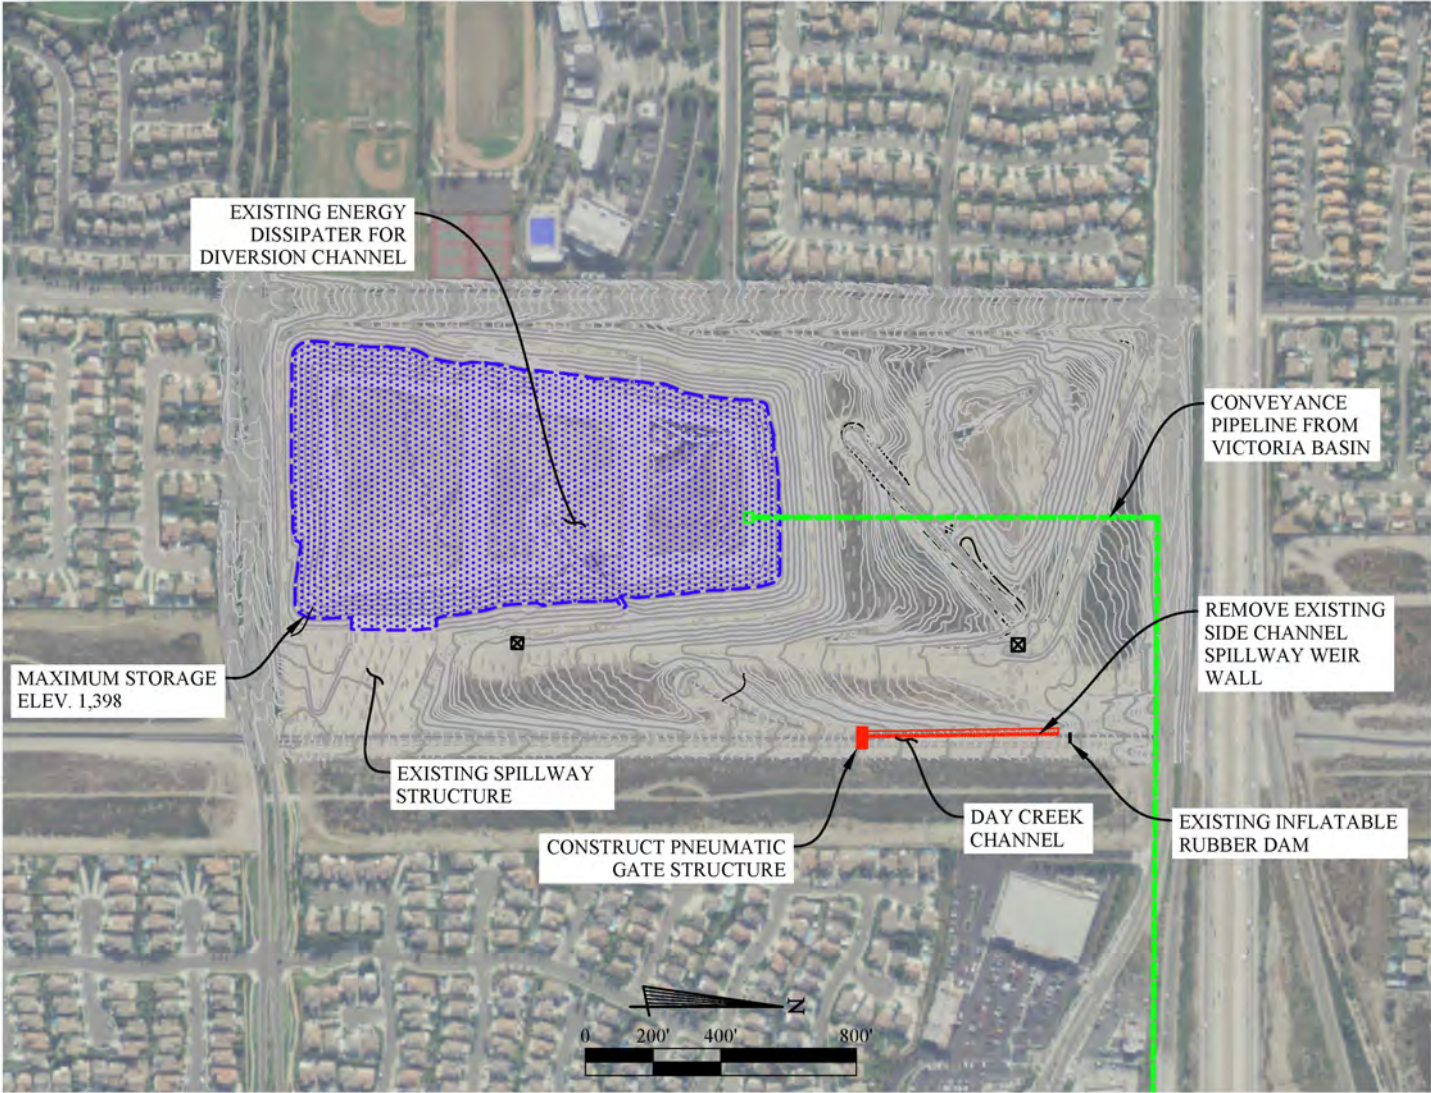 EXISTING ENERGY
DISSIPATER FOR
DIVERSION CHANNEL
CONVEYANCE
PIPELINE FROM
VICTORIA BASIN
REMOVE EXISTING
SIDE CHANNEL
SPILLWAY WEIR
WALL
MAXIMUM STORAGE
ELEV. 1,398
EXISTING SPILLWAY
STRUCTURE
CONSTRUCT PNEUMATIC
GATE STRUCTURE
DAY CREEK
CHANNEL
EXISTING INFLATABLE
RUBBER DAM
N
0 200' 400' 800'